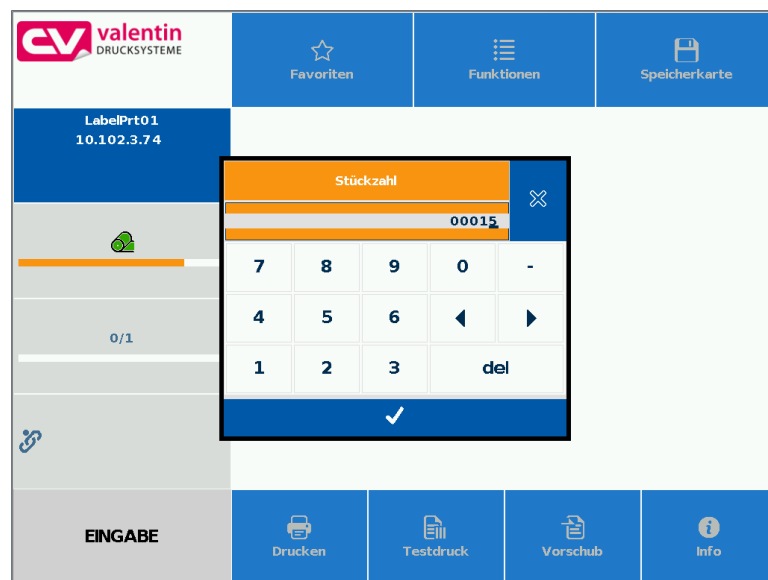 valentin
DRUCKSYSTEME
Favoriten
Funktionen
Speicherkarte
LabelPrt01
10.102.3.74
Stückzahl
00015
7 8 9 0 -
4 5 6
0/1
1 2 3 del
EINGABE
Drucken
Testdruck
Vorschub
Info